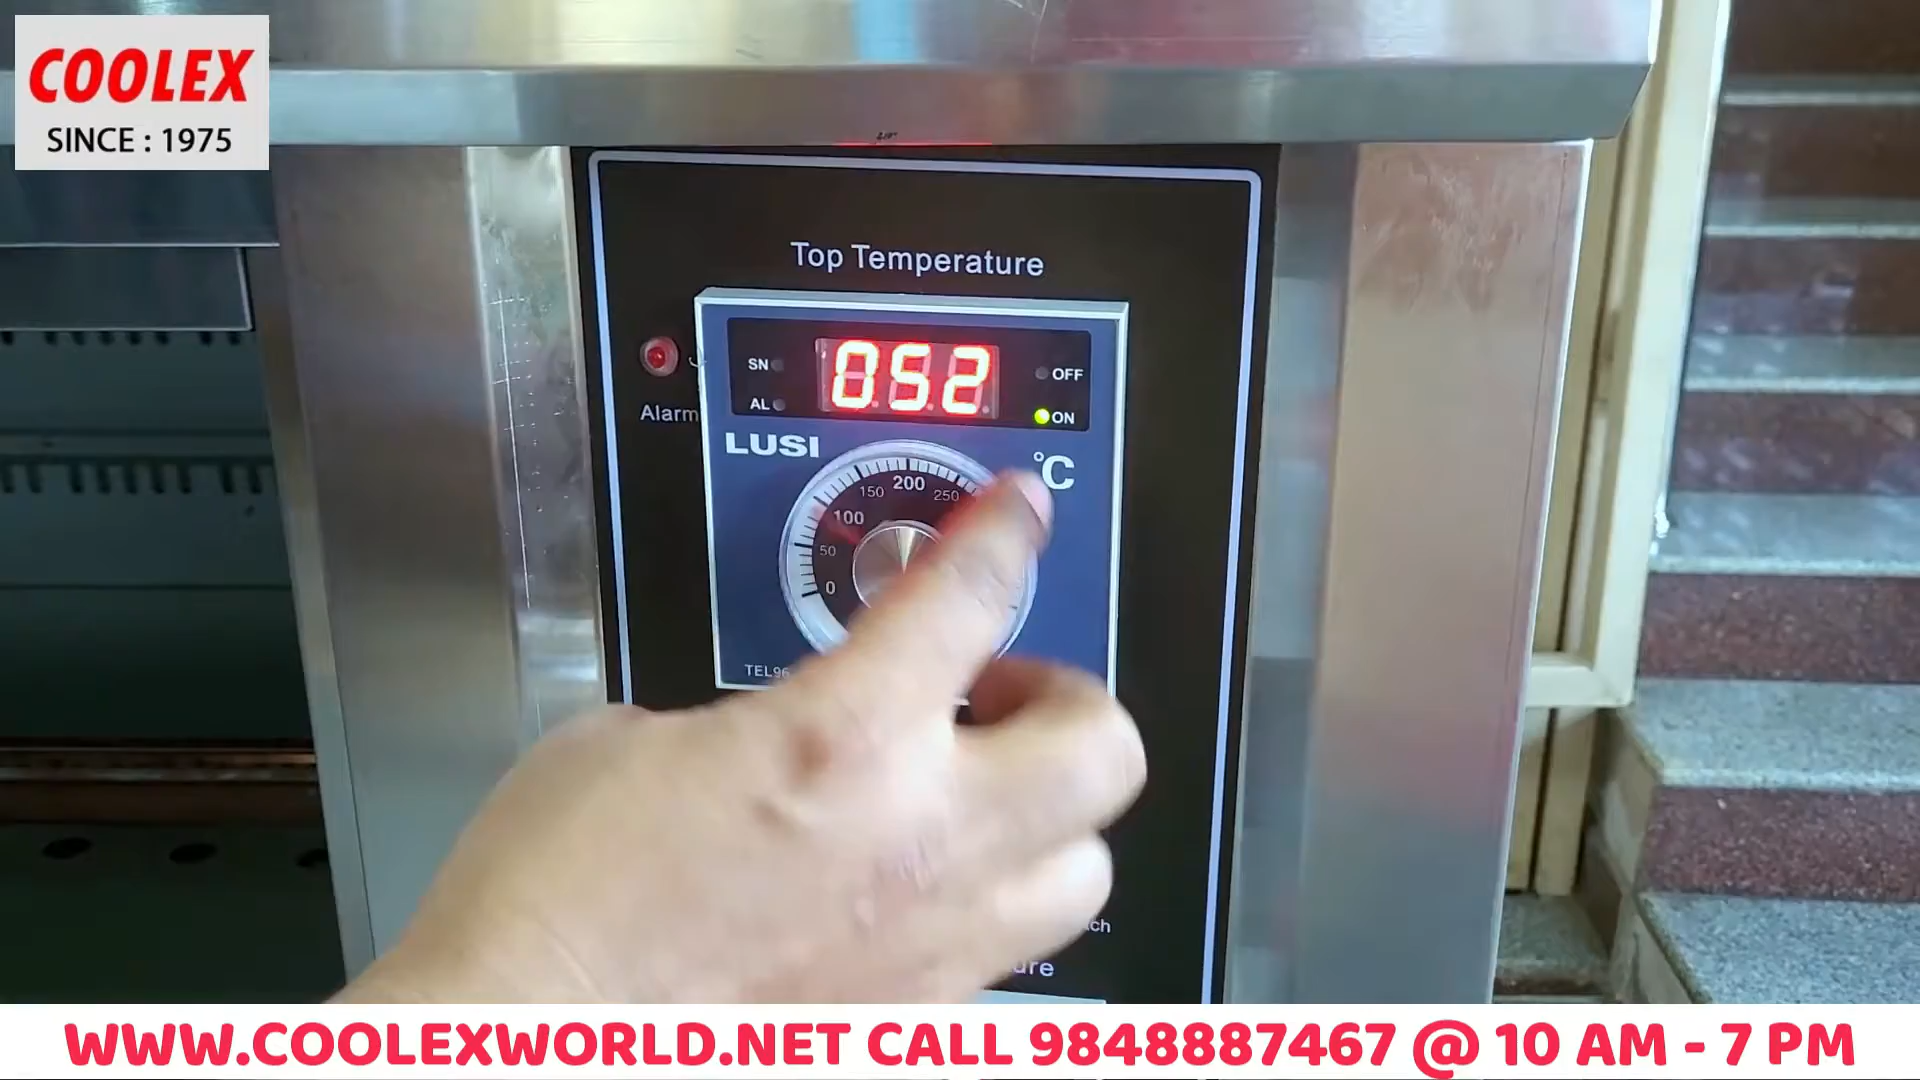 COOLEX
SINCE : 1975
Top Temperature
SN
052
OFF
AL
ON
Alarm
LUSI
°C
0
50
100
150
200
250
WWW.COOLEXWORLD.NET CALL 9848887467 @ 10 AM - 7 PM